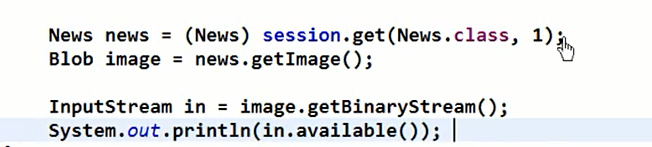 News news = (News) session.get(News.class, 1);
Blob image = news.getImage();
InputStream in = image.getBinaryStream();
System.out.println(in.available());